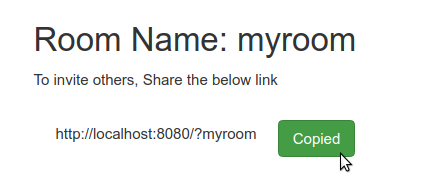 Room Name: myroom
To invite others, Share the below link
http://localhost:8080/?myroom Copied